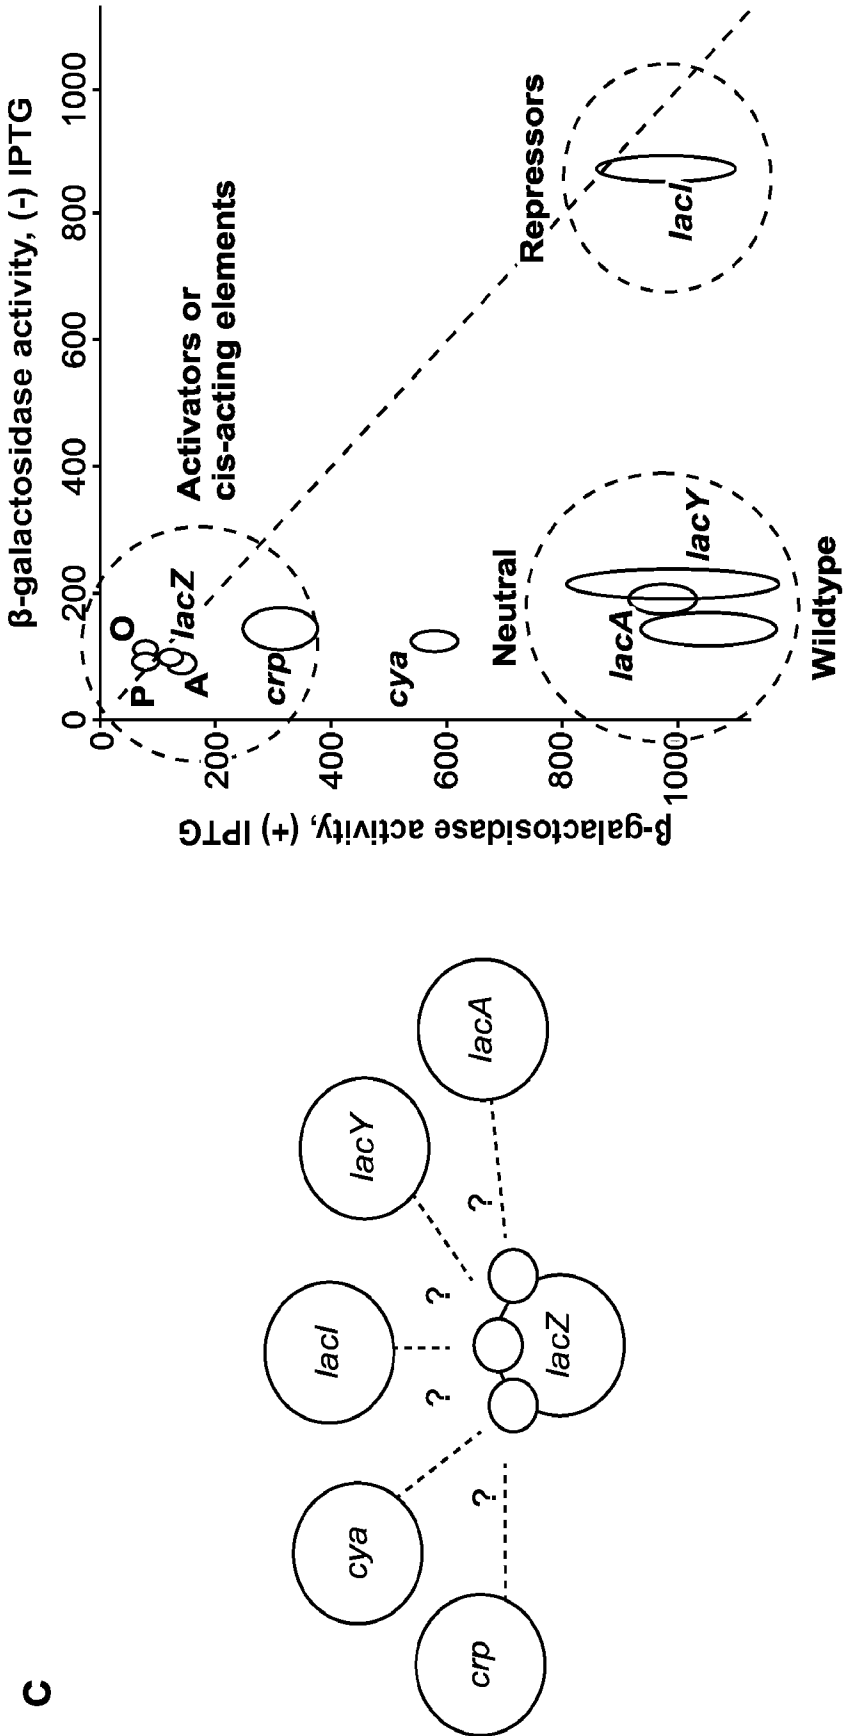 C
crp
cya
lacI
lacY
lacA
lacZ
?
?
?
?
?
β-galactosidase activity, (-) IPTG
0
200
400
600
800
1000
β-galactosidase activity, (+) IPTG
0
200
400
600
800
1000
Activators or
cis-acting elements
P
O
A
lacZ
crp
cya
Repressors
lacI
Neutral
lacA
lacY
Wildtype